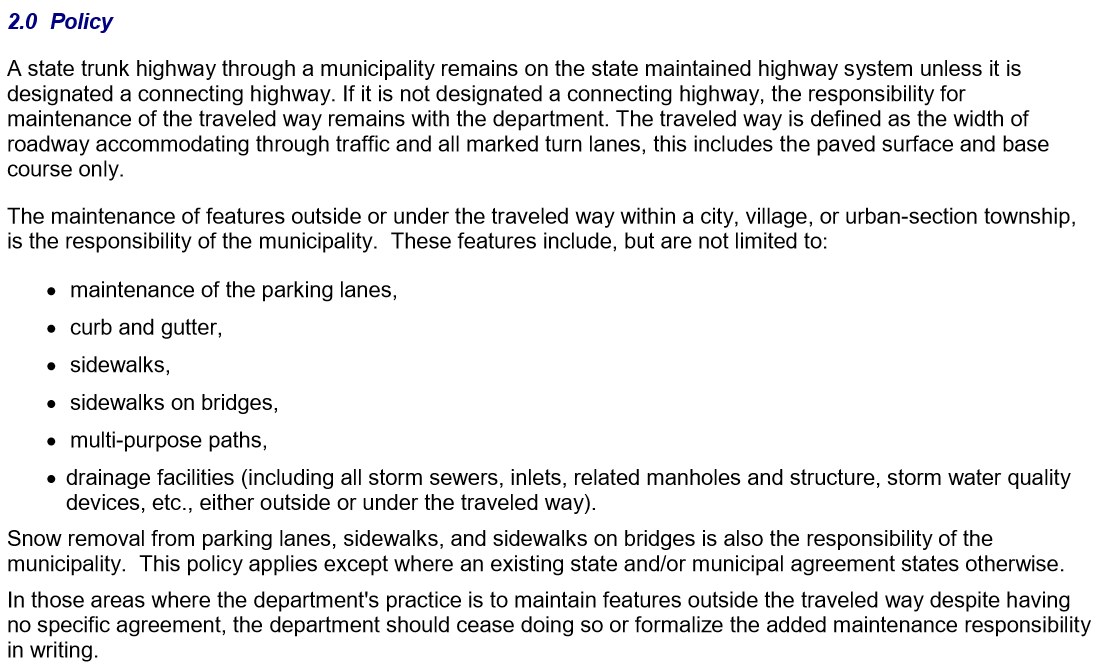 2.0 Policy
A state trunk highway through a municipality remains on the state maintained highway system unless it is
designated a connecting highway. If it is not designated a connecting highway, the responsibility for
maintenance of the traveled way remains with the department. The traveled way is defined as the width of
roadway accommodating through traffic and all marked turn lanes, this includes the paved surface and base
course only.
The maintenance of features outside or under the traveled way within a city, village, or urban-section township,
is the responsibility of the municipality.  These features include, but are not limited to:
• maintenance of the parking lanes,
• curb and gutter,
• sidewalks,
• sidewalks on bridges,
• multi-purpose paths,
• drainage facilities (including all storm sewers, inlets, related manholes and structure, storm water quality
devices, etc., either outside or under the traveled way).
Snow removal from parking lanes, sidewalks, and sidewalks on bridges is also the responsibility of the
municipality.  This policy applies except where an existing state and/or municipal agreement states otherwise.
In those areas where the department's practice is to maintain features outside the traveled way despite having
no specific agreement, the department should cease doing so or formalize the added maintenance responsibility
in writing.